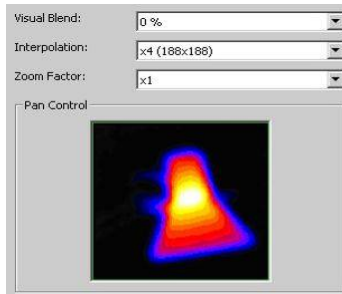 Visual Blend: 0 %
Interpolation: x4 (188x188)
Zoom Factor: x1
Pan Control